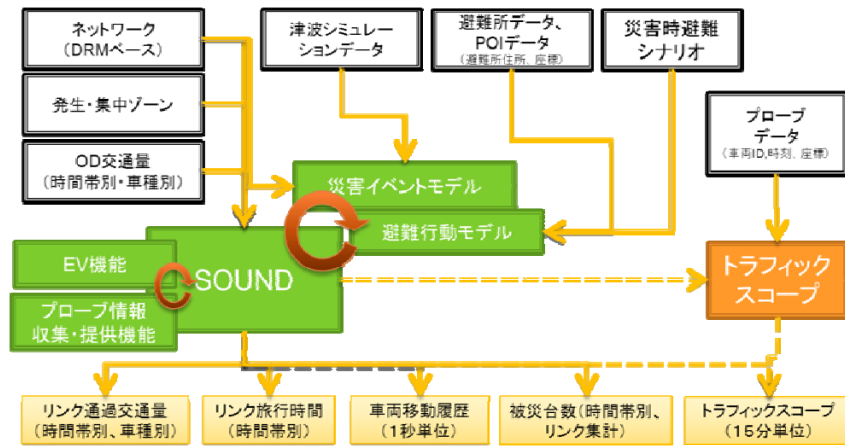 ネットワーク
(DRMベース)
津波シミュレー
ションデータ
避難所データ、
POIデータ
(避難所住所、座標)
災害時避難
シナリオ
発生・集中ゾーン
プローブ
データ
(車両ID,時刻、座標)
OD交通量
(時間帯別・車種別)
災害イベントモデル
避難行動モデル
EV機能
SOUND
トラフィック
スコープ
プローブ情報
収集・提供機能
リンク通過交通量
(時間帯別、車種別)
リンク旅行時間
(時間帯別)
車両移動履歴
(1秒単位)
被災台数(時間帯別、
リンク集計)
トラフィックスコープ
(15分単位)